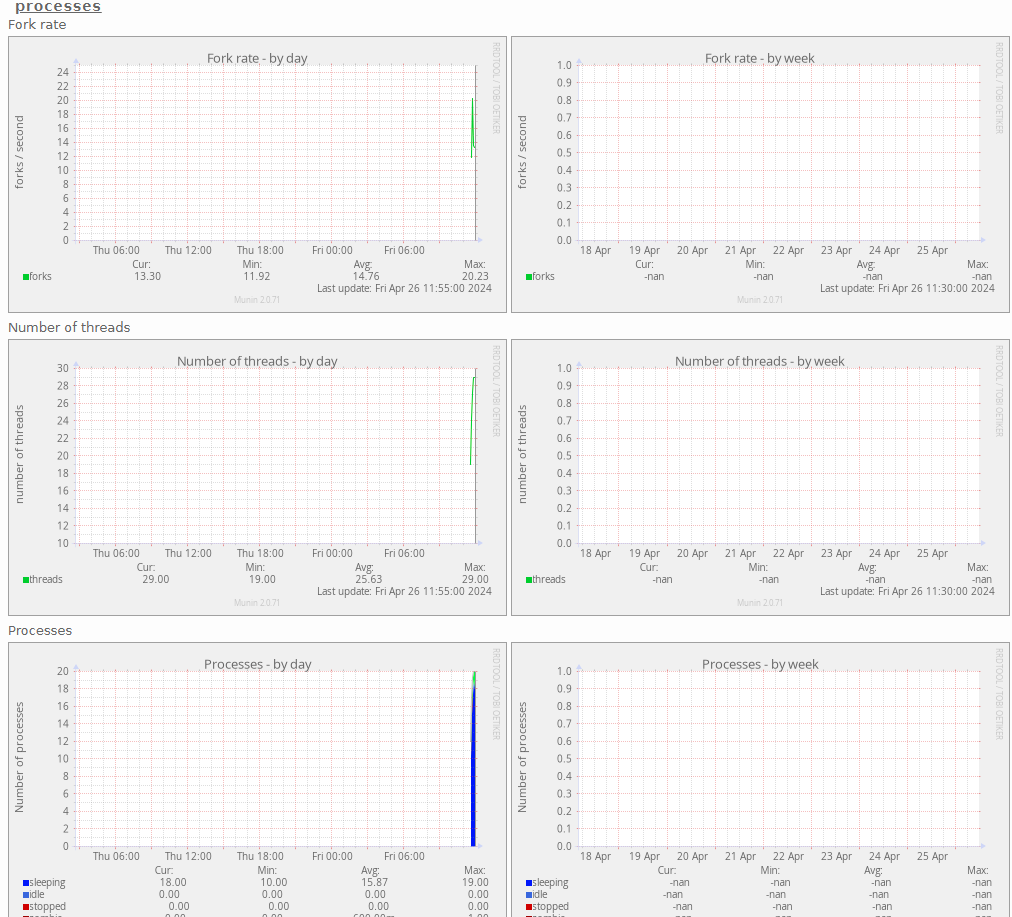 processes
Fork rate
Fork rate - by day
RRDTOOL / TOBI OETIKER
forks / second
24
22
20
18
16
14
12
10
8
6
4
2
0
Thu 06:00 Thu 12:00 Thu 18:00 Fri 00:00 Fri 06:00
Cur: Min: Avg: Max:
forks 13.30 11.92 14.76 20.23
Last update: Fri Apr 26 11:55:00 2024
Munin 2.0.71
Fork rate - by week
RRDTOOL / TOBI OETIKER
forks / second
1.0
0.9
0.8
0.7
0.6
0.5
0.4
0.3
0.2
0.1
0.0
18 Apr 19 Apr 20 Apr 21 Apr 22 Apr 23 Apr 24 Apr 25 Apr
Cur: Min: Avg: Max:
forks -nan -nan -nan -nan
Last update: Fri Apr 26 11:30:00 2024
Munin 2.0.71
Number of threads
Number of threads - by day
RRDTOOL / TOBI OETIKER
number of threads
30
28
26
24
22
20
18
16
14
12
10
Thu 06:00 Thu 12:00 Thu 18:00 Fri 00:00 Fri 06:00
Cur: Min: Avg: Max:
threads 29.00 19.00 25.63 29.00
Last update: Fri Apr 26 11:55:00 2024
Munin 2.0.71
Number of threads - by week
RRDTOOL / TOBI OETIKER
number of threads
1.0
0.9
0.8
0.7
0.6
0.5
0.4
0.3
0.2
0.1
0.0
18 Apr 19 Apr 20 Apr 21 Apr 22 Apr 23 Apr 24 Apr 25 Apr
Cur: Min: Avg: Max:
threads -nan -nan -nan -nan
Last update: Fri Apr 26 11:30:00 2024
Munin 2.0.71
Processes
Processes - by day
RRDTOOL / TOBI OETIKER
Number of processes
20
18
16
14
12
10
8
6
4
2
0
Thu 06:00 Thu 12:00 Thu 18:00 Fri 00:00 Fri 06:00
Cur: Min: Avg: Max:
sleeping 18.00 10.00 15.87 19.00
idle 0.00 0.00 0.00 0.00
stopped 0.00 0.00 0.00 0.00
Processes - by week
RRDTOOL / TOBI OETIKER
Number of processes
1.0
0.9
0.8
0.7
0.6
0.5
0.4
0.3
0.2
0.1
0.0
18 Apr 19 Apr 20 Apr 21 Apr 22 Apr 23 Apr 24 Apr 25 Apr
Cur: Min: Avg: Max:
sleeping -nan -nan -nan -nan
idle -nan -nan -nan -nan
stopped -nan -nan -nan -nan